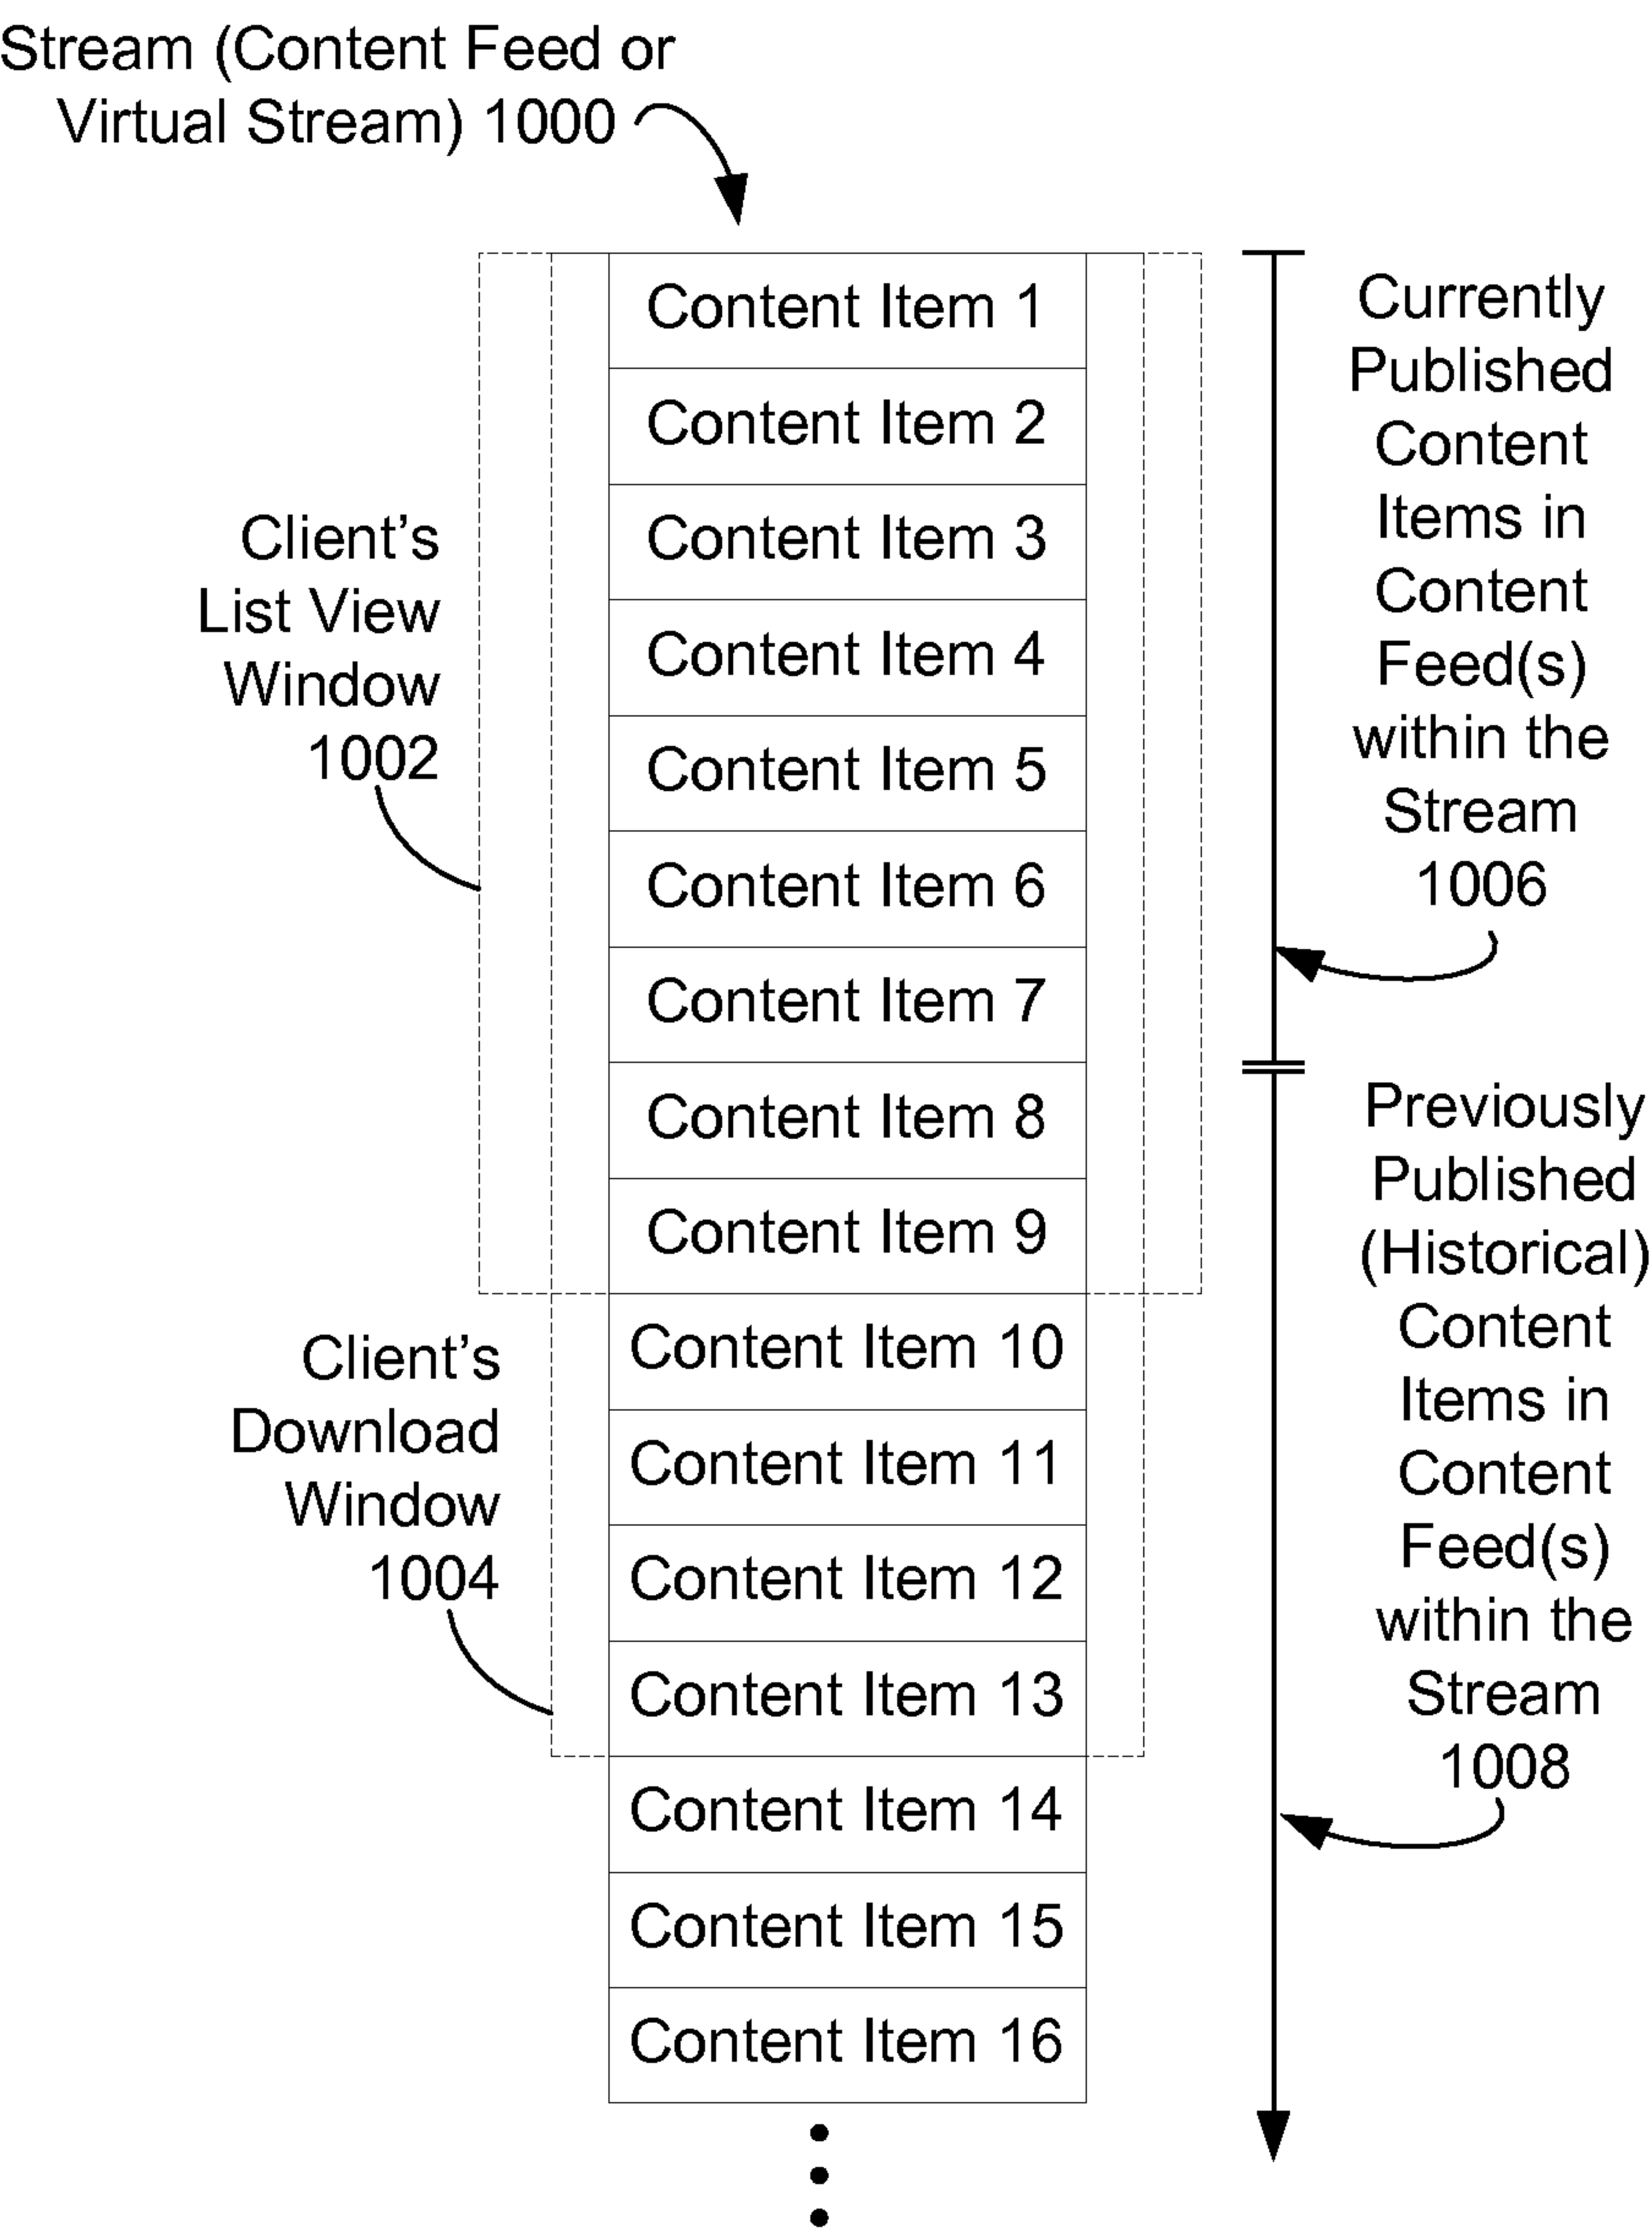 Stream (Content Feed or
Virtual Stream) 1000
Content Item 1
Content Item 2
Content Item 3
Content Item 4
Content Item 5
Content Item 6
Content Item 7
Content Item 8
Content Item 9
Content Item 10
Content Item 11
Content Item 12
Content Item 13
Content Item 14
Content Item 15
Content Item 16
Client's
List View
Window
1002
Client's
Download
Window
1004
Currently
Published
Content
Items in
Content
Feed(s)
within the
Stream
1006
Previously
Published
(Historical)
Content
Items in
Content
Feed(s)
within the
Stream
1008